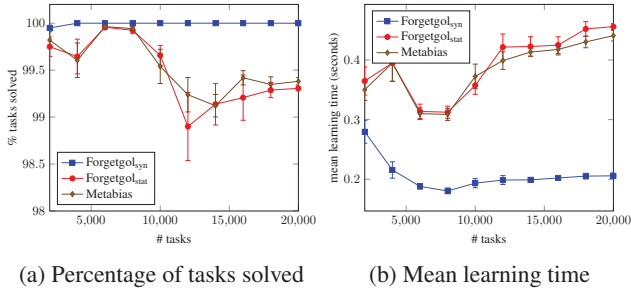 100
99.5
99
98.5
98
% tasks solved
Forgetgol_syn
Forgetgol_stat
Metabias
5,000 10,000 15,000 20,000
# tasks
(a) Percentage of tasks solved
Forgetgol_syn
Forgetgol_stat
Metabias
0.4
0.3
0.2
mean learning time (seconds)
5,000 10,000 15,000 20,000
# tasks
(b) Mean learning time